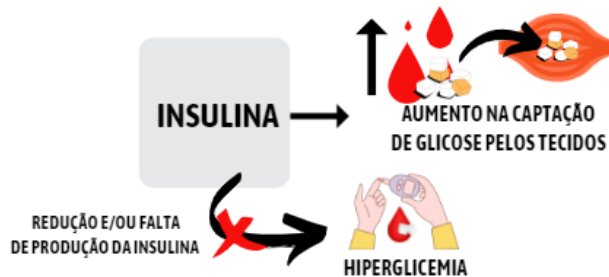 INSULINA
AUMENTO NA CAPTAÇÃO
DE GLICOSE PELOS TECIDOS
REDUÇÃO E/OU FALTA
DE PRODUÇÃO DA INSULINA
HIPERGLICEMIA